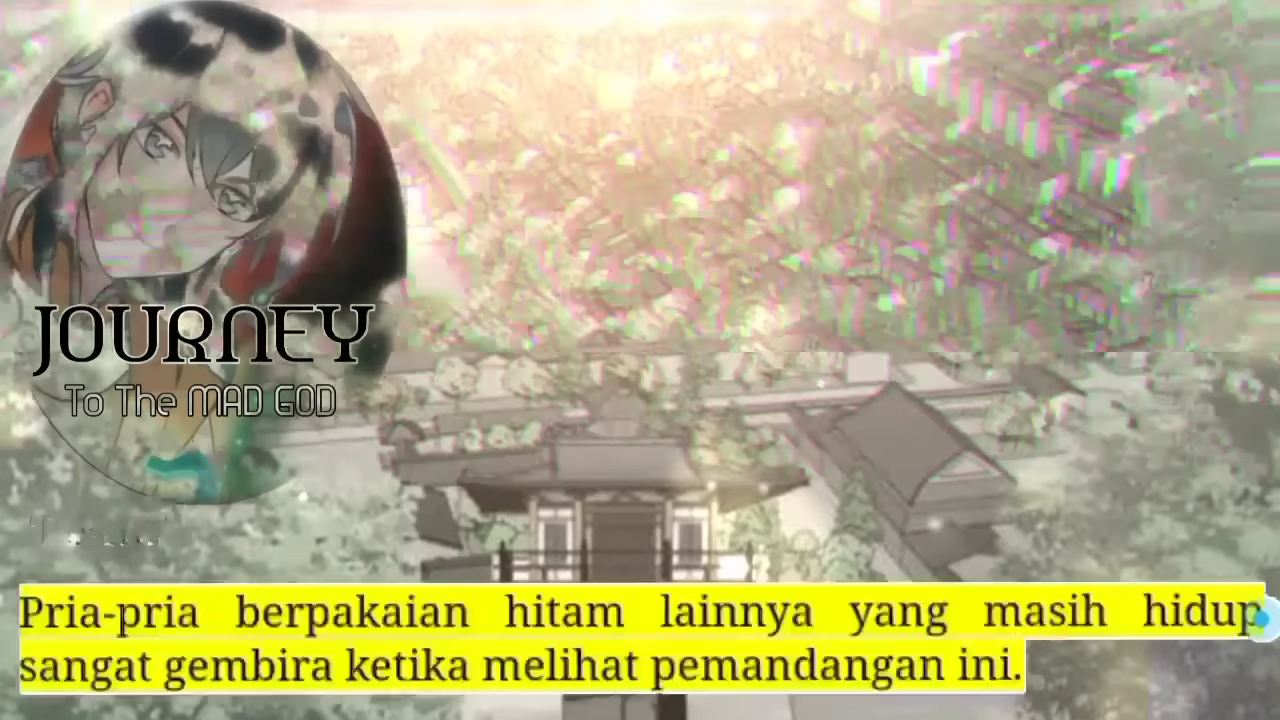 JOURNEY
To The MAD GOD
Pria-pria berpakaian hitam lainnya yang masih hidup
sangat gembira ketika melihat pemandangan ini.